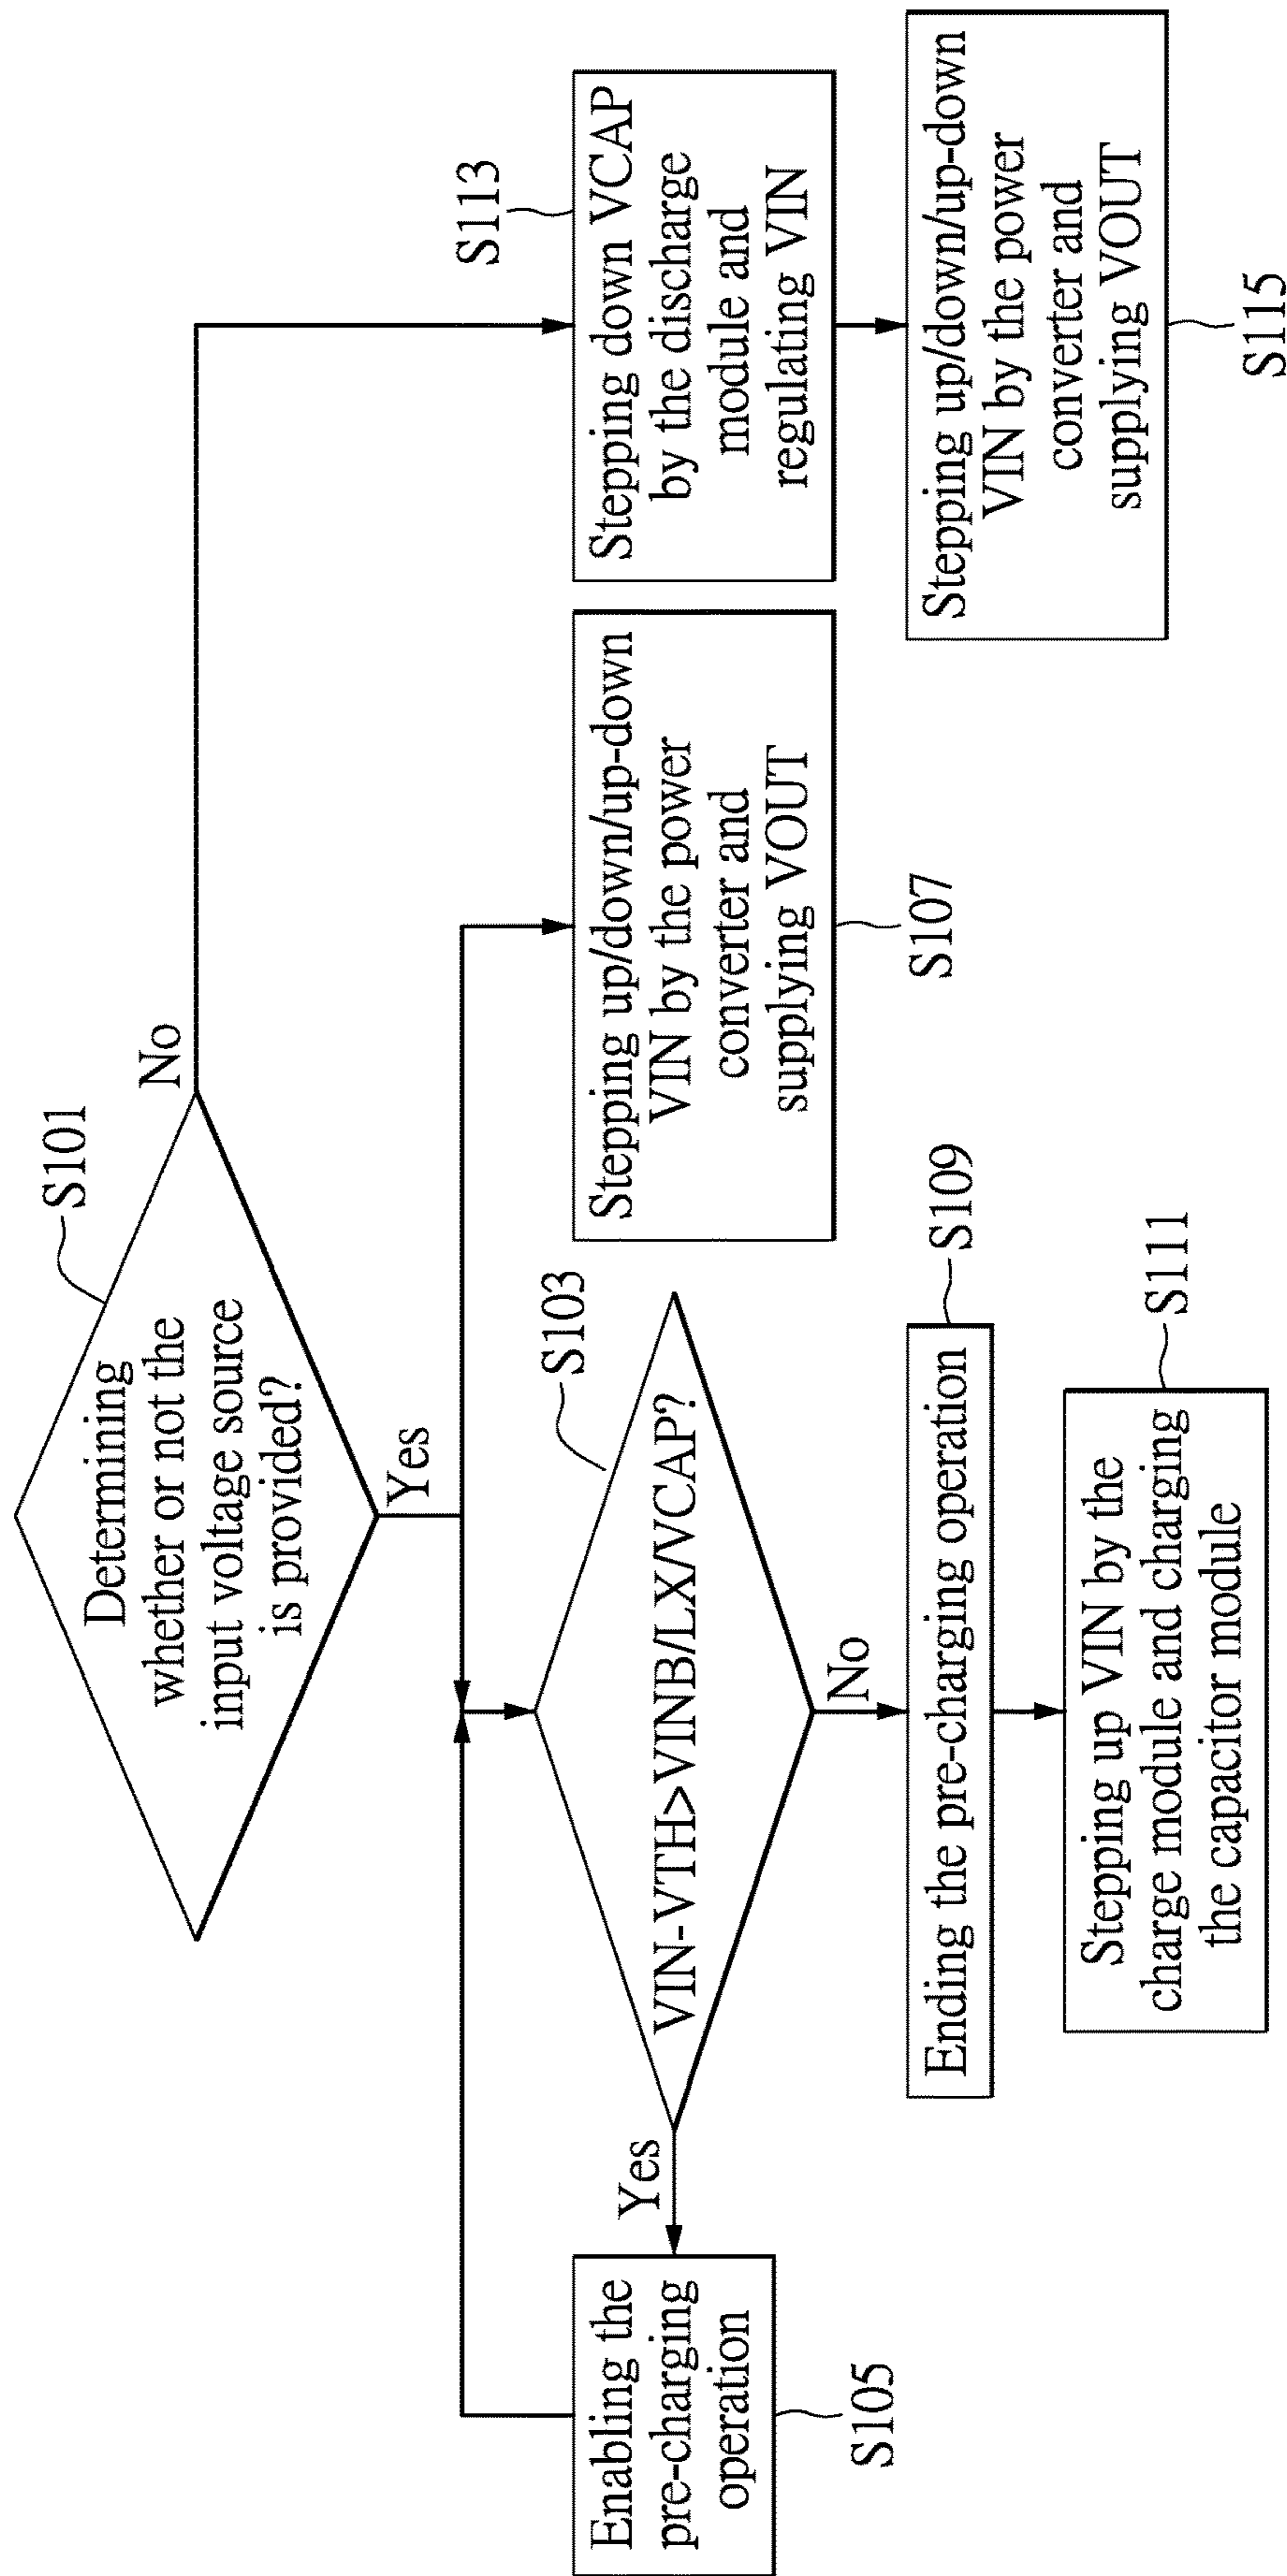 S101
Determining
whether or not the
input voltage source
is provided?
No
Yes
S103
VIN-VTH>VINB/LX/VCAP?
Yes
No
Enabling the
pre-charging
operation
S105
Stepping up/down/up-down
VIN by the power
converter and
supplying VOUT
S107
Ending the pre-charging operation
S109
Stepping up VIN by the
charge module and charging
the capacitor module
S111
S113
Stepping down VCAP
by the discharge
module and
regulating VIN
Stepping up/down/up-down
VIN by the power
converter and
supplying VOUT
S115